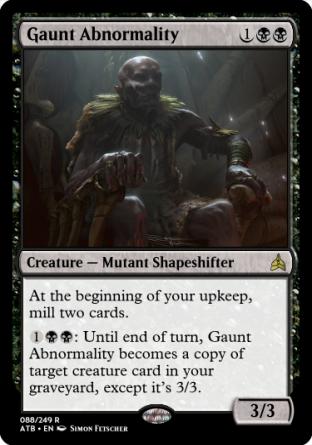 Gaunt Abnormality 1
Creature — Mutant Shapeshifter
At the beginning of your upkeep,
mill two cards.
1: Until end of turn, Gaunt
Abnormality becomes a copy of
target creature card in your
graveyard, except it's 3/3.
088/249 R
ATB • EN Simon Fetscher
3/3